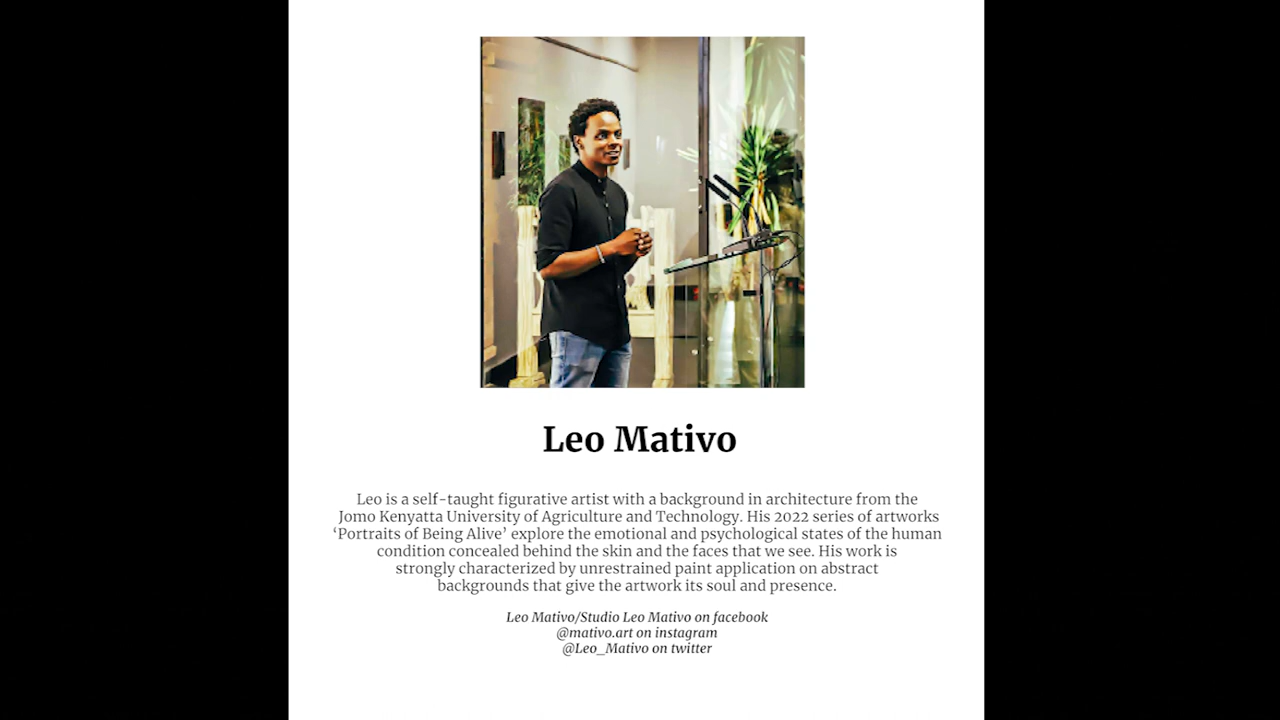 Leo Mativo
Leo is a self-taught figurative artist with a background in architecture from the
Jomo Kenyatta University of Agriculture and Technology. His 2022 series of artworks
‘Portraits of Being Alive’ explore the emotional and psychological states of the human
condition concealed behind the skin and the faces that we see. His work is
strongly characterized by unrestrained paint application on abstract
backgrounds that give the artwork its soul and presence.
Leo Mativo/Studio Leo Mativo on facebook
@mativo.art on instagram
@Leo_Mativo on twitter